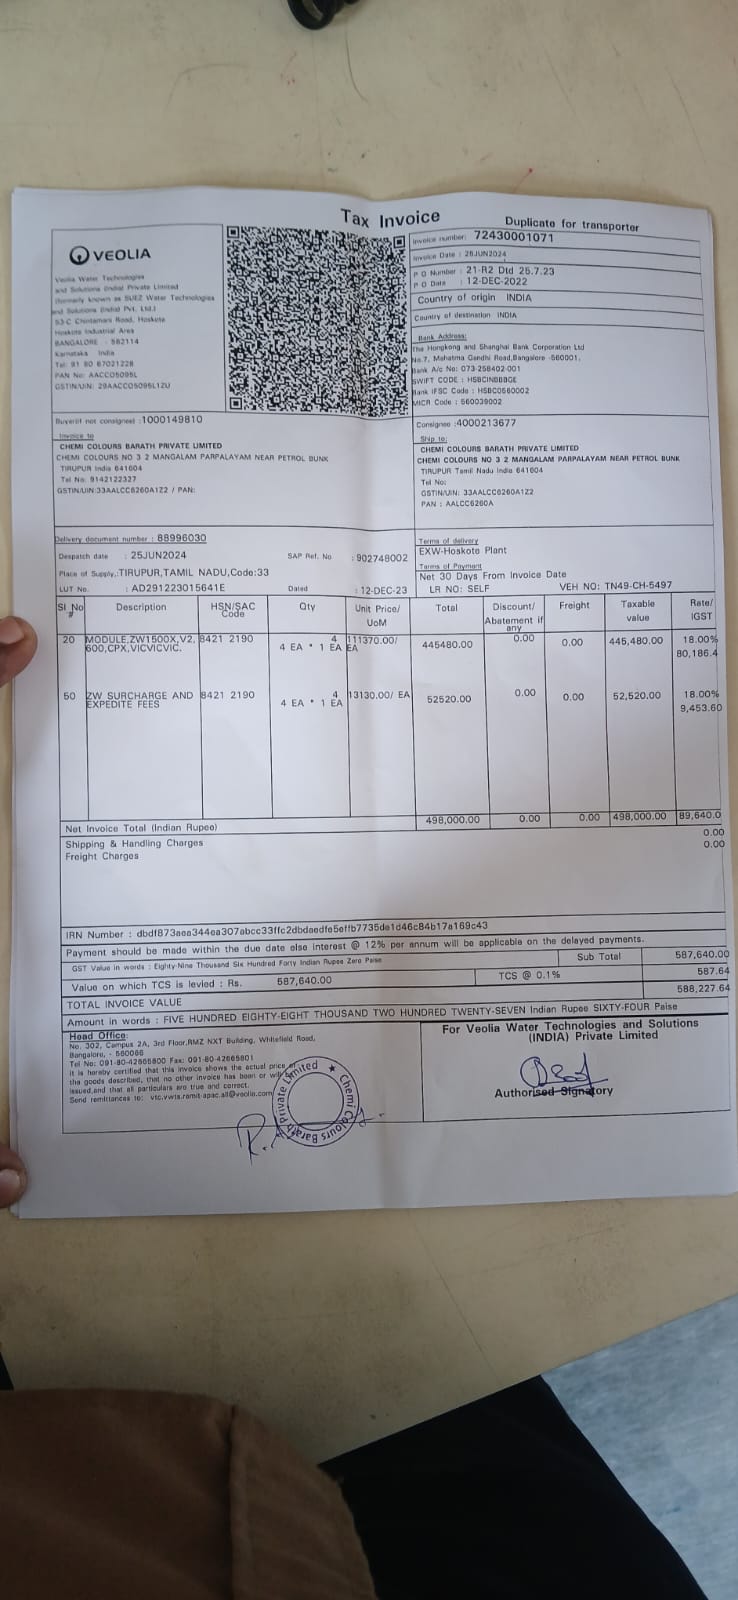 Tax Invoice
Duplicate for transporter
VEOLIA
Veolia Water Technologies
and Solutions (India) Private Limited
(formerly known as SUEZ Water Technologies
and Solutions (India) Pvt. Ltd.)
53-C Chintamani Road, Hoskote
Hoskote Industrial Area
BANGALORE - 562114
Karnataka India
Tel: 91 80 67021228
PAN No: AACCO5095L
GSTIN/UIN: 29AACCO5095L1ZU
Invoice number: 72430001071
Invoice Date : 25JUN2024
P O Number : 21-R2 Dtd 25.7.23
P O Date : 12-DEC-2022
Country of origin INDIA
Country of destination INDIA
Bank Address:
The Hongkong and Shanghai Bank Corporation Ltd
No.7, Mahatma Gandhi Road,Bangalore -560001.
Bank A/c No: 073-258402-001
SWIFT CODE : HSBCINBBBGE
Bank IFSC Code : HSBC0560002
MICR Code : 560039002
Buyer(if not consignee) :1000149810
Invoice to
CHEMI COLOURS BARATH PRIVATE LIMITED
CHEMI COLOURS NO 3 2 MANGALAM PARPALAYAM NEAR PETROL BUNK
TIRUPUR India 641604
Tel No: 9142122327
GSTIN/UIN:33AALCC6260A1Z2 / PAN:
Consignee :4000213677
Ship to:
CHEMI COLOURS BARATH PRIVATE LIMITED
CHEMI COLOURS NO 3 2 MANGALAM PARPALAYAM NEAR PETROL BUNK
TIRUPUR Tamil Nadu India 641604
Tel No:
GSTIN/UIN: 33AALCC6260A1Z2
PAN : AALCC6260A
Delivery document number : 88996030
Despatch date : 25JUN2024 SAP Ref. No : 902748002
Place of Supply,:TIRUPUR,TAMIL NADU,Code:33
LUT No. : AD291223015641E Dated : 12-DEC-23
Terms of delivery
EXW-Hoskote Plant
Terms of Payment
Net 30 Days From Invoice Date
LR NO: SELF VEH NO: TN49-CH-5497
Sl No # Description HSN/SAC Code Qty Unit Price/ UoM Total Discount/ Abatement if any Freight Taxable value Rate/ IGST
20 MODULE,ZW1500X,V2, 8421 2190 4 111370.00/ 445480.00 0.00 0.00 445,480.00 18.00%
600,CPX,VICVICVIC. 4 EA * 1 EA EA 80,186.4
50 ZW SURCHARGE AND 8421 2190 4 13130.00/ EA 52520.00 0.00 0.00 52,520.00 18.00%
EXPEDITE FEES 4 EA * 1 EA 9,453.60
Net Invoice Total (Indian Rupee) 498,000.00 0.00 0.00 498,000.00 89,640.0
Shipping & Handling Charges 0.00
Freight Charges 0.00
IRN Number : dbdf873aea344ea307abcc33ffc2dbdaedfe5effb7735de1d46c84b17a169c43
Payment should be made within the due date else interest @ 12% per annum will be applicable on the delayed payments.
GST Value in words : Eighty-Nine Thousand Six Hundred Forty Indian Rupee Zero Paise
Sub Total 587,640.00
Value on which TCS is levied : Rs. 587,640.00 TCS @ 0.1% 587.64
TOTAL INVOICE VALUE 588,227.64
Amount in words : FIVE HUNDRED EIGHTY-EIGHT THOUSAND TWO HUNDRED TWENTY-SEVEN Indian Rupee SIXTY-FOUR Paise
Head Office:
No. 302, Campus 2A, 3rd Floor,RMZ NXT Building, Whitefield Road,
Bangalore, - 560066
Tel No: 091-80-42665800 Fax: 091-80-42665801
It is hereby certified that this invoice shows the actual price of
the goods described, that no other invoice has been or will
issued,and that all particulars are true and correct.
Send remittances to: vtc.vwts.remit-apac.all@veolia.com
For Veolia Water Technologies and Solutions
(INDIA) Private Limited
Authorised Signatory
Chemi Colours Barath Private Limited